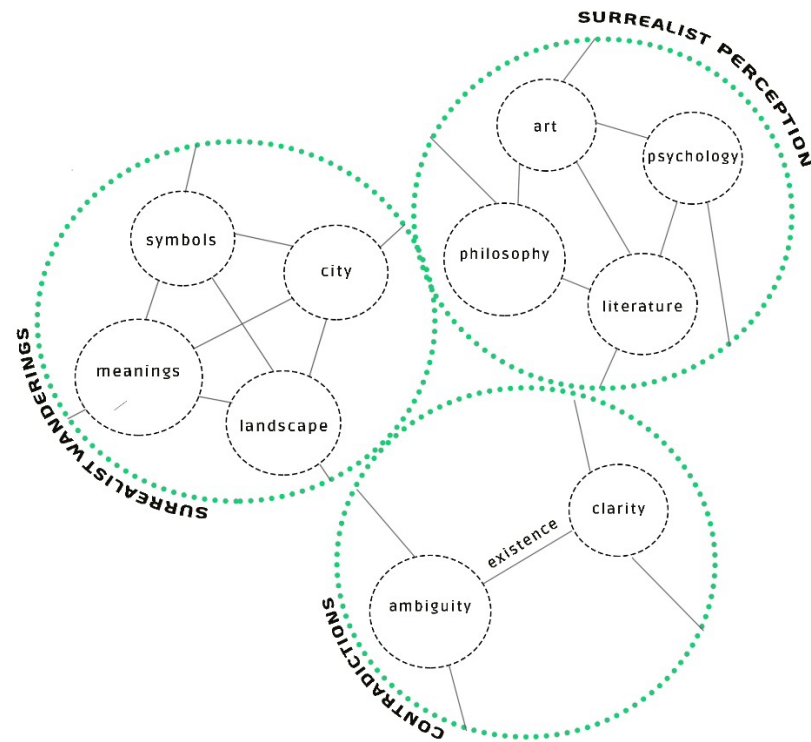 SURREALIST PERCEPTION
art
psychology
philosophy
literature
SURREALIST WANDERINGS
symbols
city
meanings
landscape
CONTRADICTIONS
clarity
existence
ambiguity